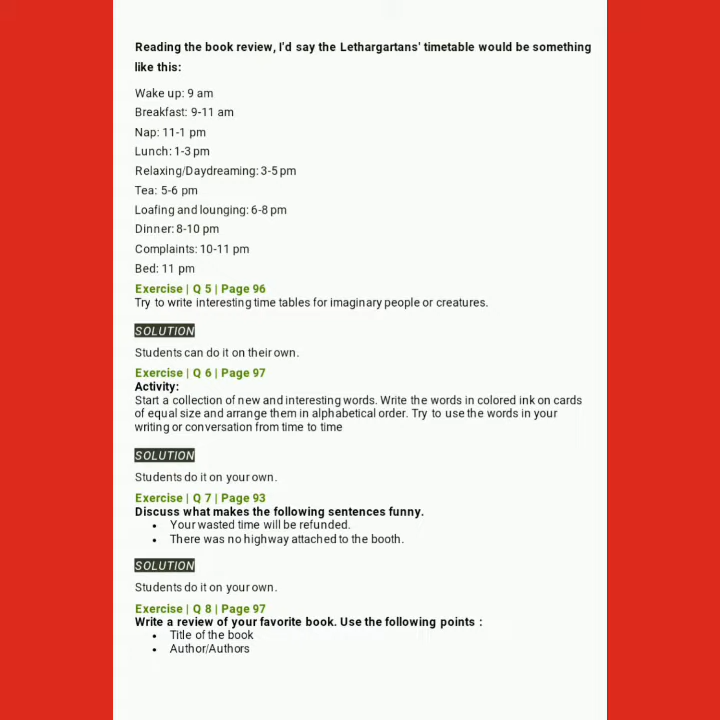 Reading the book review, I'd say the Lethargartans' timetable would be something
like this:
Wake up: 9 am
Breakfast: 9-11 am
Nap: 11-1 pm
Lunch: 1-3 pm
Relaxing/Daydreaming: 3-5 pm
Tea: 5-6 pm
Loafing and lounging: 6-8 pm
Dinner: 8-10 pm
Complaints: 10-11 pm
Bed: 11 pm
Exercise | Q 5 | Page 96
Try to write interesting time tables for imaginary people or creatures.
SOLUTION
Students can do it on their own.
Exercise | Q 6 | Page 97
Activity:
Start a collection of new and interesting words. Write the words in colored ink on cards
of equal size and arrange them in alphabetical order. Try to use the words in your
writing or conversation from time to time
SOLUTION
Students do it on your own.
Exercise | Q 7 | Page 93
Discuss what makes the following sentences funny.
• Your wasted time will be refunded.
• There was no highway attached to the booth.
SOLUTION
Students do it on your own.
Exercise | Q 8 | Page 97
Write a review of your favorite book. Use the following points :
• Title of the book
• Author/Authors